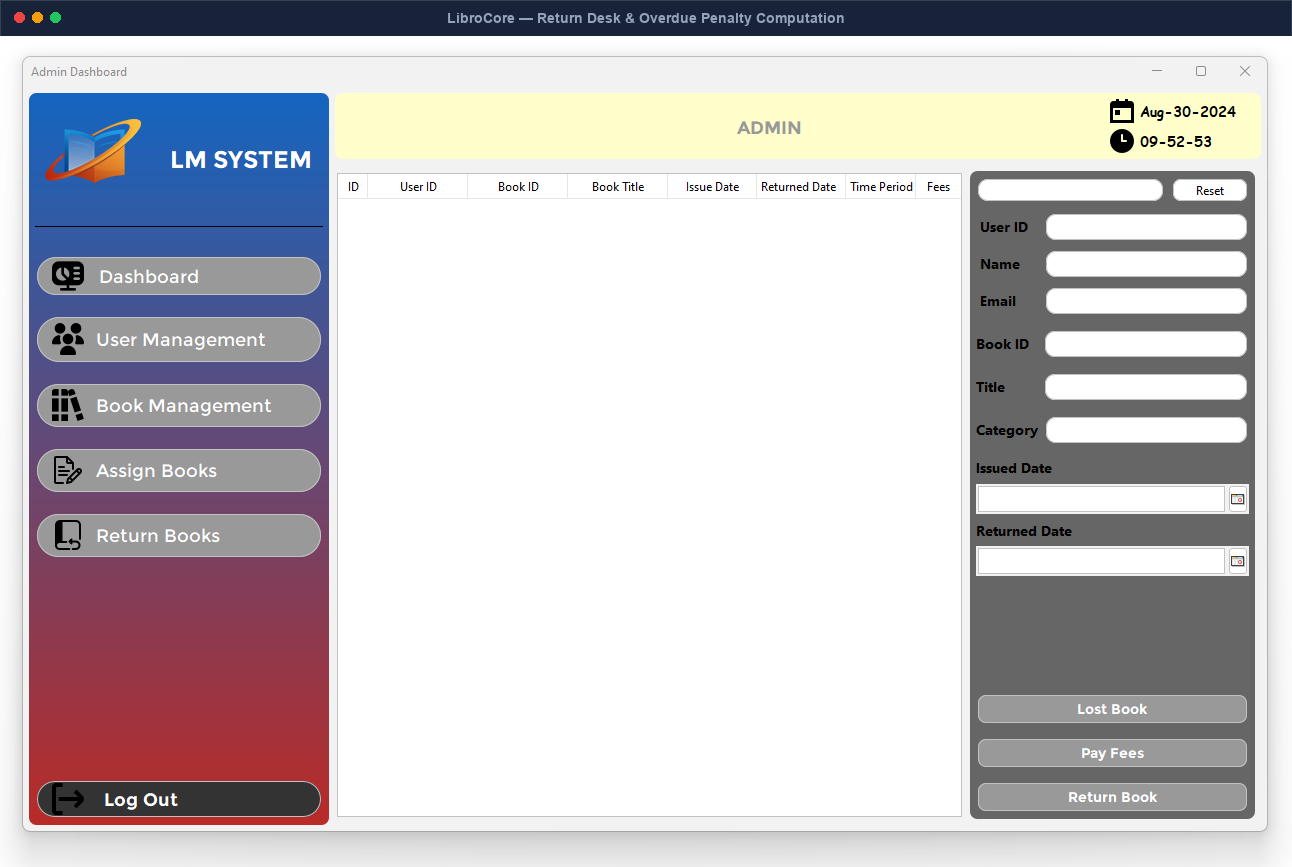 LibroCore — Return Desk & Overdue Penalty Computation
Admin Dashboard
LM SYSTEM
Dashboard
User Management
Book Management
Assign Books
Return Books
Log Out
ADMIN
Aug-30-2024
09-52-53
ID User ID Book ID Book Title Issue Date Returned Date Time Period Fees
Reset
User ID
Name
Email
Book ID
Title
Category
Issued Date
Returned Date
Lost Book
Pay Fees
Return Book